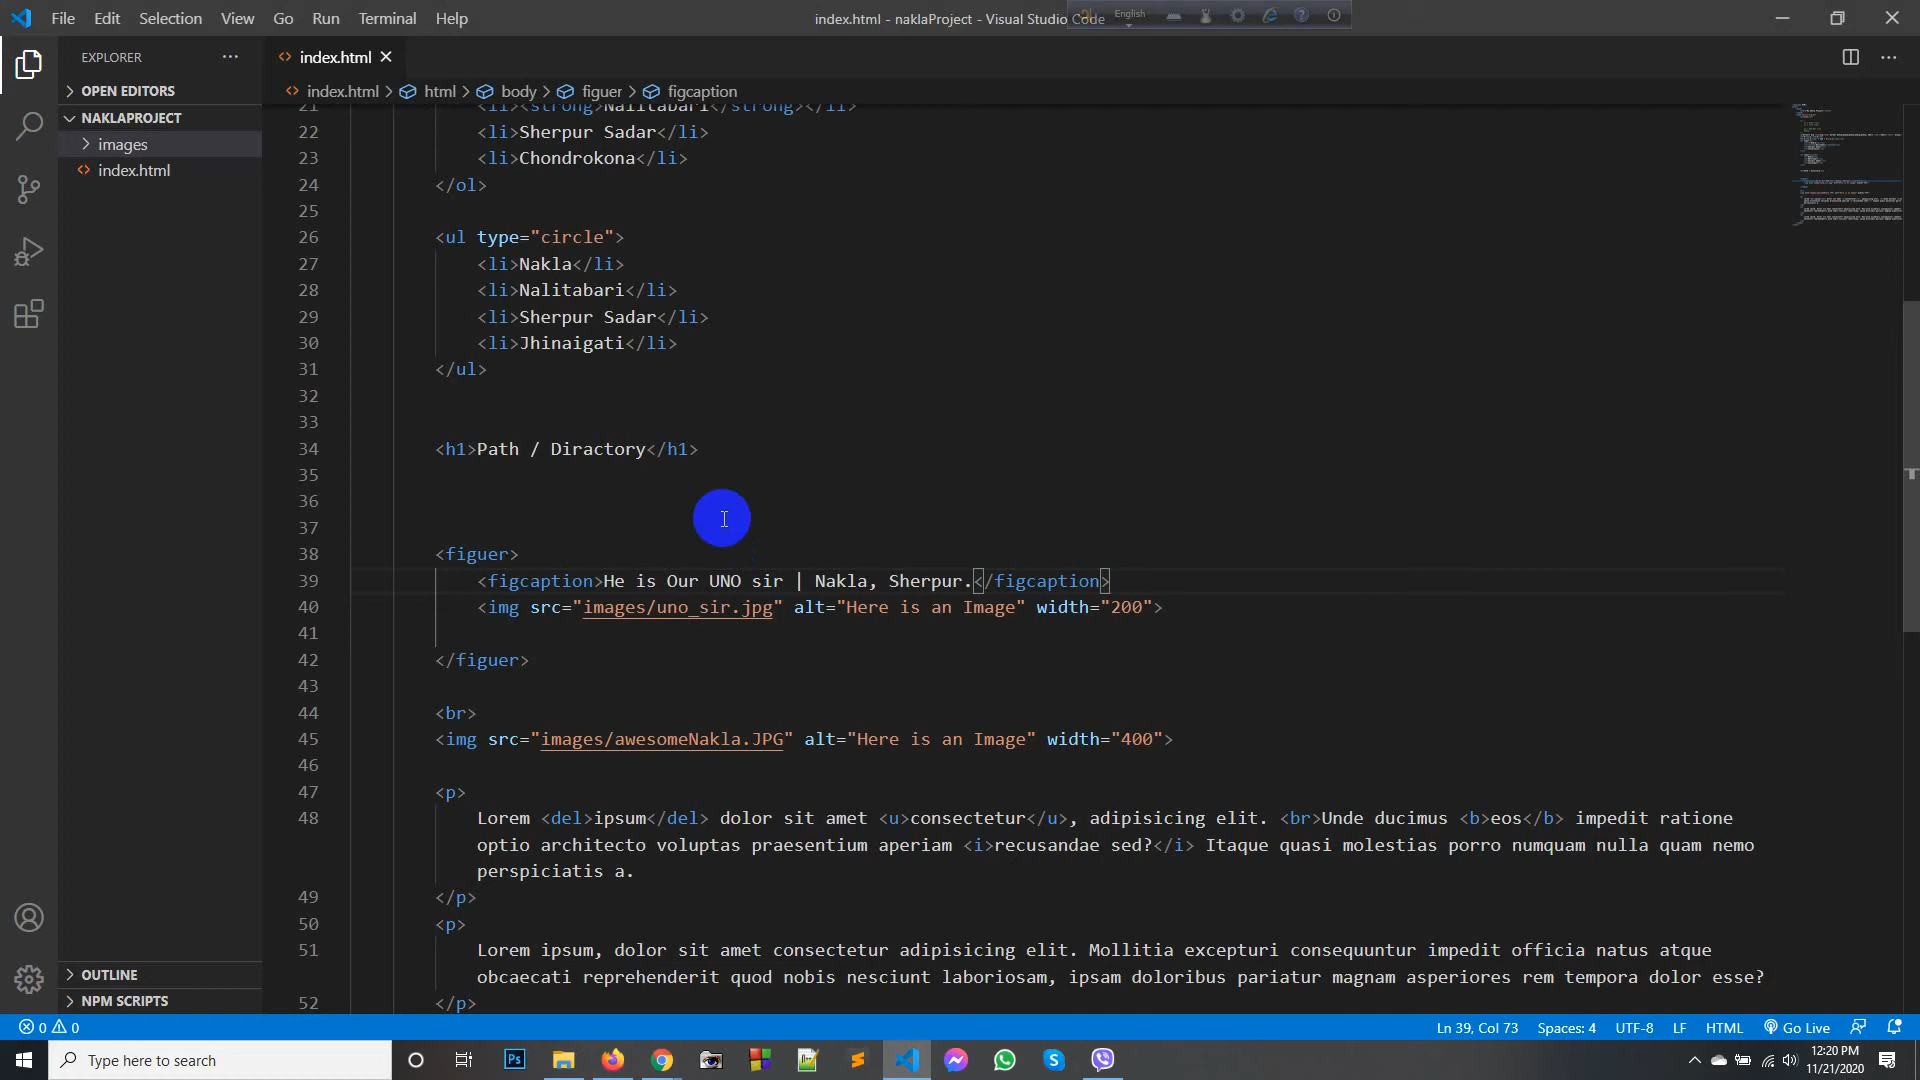 File Edit Selection View Go Run Terminal Help
index.html - naklaProject - Visual Studio Code
English
EXPLORER
index.html
OPEN EDITORS
index.html > html > body > figuer > figcaption
NAKLAPROJECT
images
index.html
21 <li><strong>Nalitabari</strong></li>
22 <li>Sherpur Sadar</li>
23 <li>Chondrokona</li>
24 </ol>
25
26 <ul type="circle">
27 <li>Nakla</li>
28 <li>Nalitabari</li>
29 <li>Sherpur Sadar</li>
30 <li>Jhinaigati</li>
31 </ul>
32
33
34 <h1>Path / Diractory</h1>
35
36
37
38 <figuer>
39 <figcaption>He is Our UNO sir | Nakla, Sherpur.</figcaption>
40 <img src="images/uno_sir.jpg" alt="Here is an Image" width="200">
41
42 </figuer>
43
44 <br>
45 <img src="images/awesomeNakla.JPG" alt="Here is an Image" width="400">
46
47 <p>
48 Lorem <del>ipsum</del> dolor sit amet <u>consectetur</u>, adipisicing elit. <br>Unde ducimus <b>eos</b> impedit ratione
optio architecto voluptas praesentium aperiam <i>recusandae sed?</i> Itaque quasi molestias porro numquam nulla quam nemo
perspiciatis a.
49 </p>
50 <p>
51 Lorem ipsum, dolor sit amet consectetur adipisicing elit. Mollitia excepturi consequuntur impedit officia natus atque
obcaecati reprehenderit quod nobis nesciunt laboriosam, ipsam doloribus pariatur magnam asperiores rem tempora dolor esse?
52 </p>
OUTLINE
NPM SCRIPTS
0 0
Ln 39, Col 73 Spaces: 4 UTF-8 LF HTML Go Live
Type here to search
Ps
12:20 PM
11/21/2020